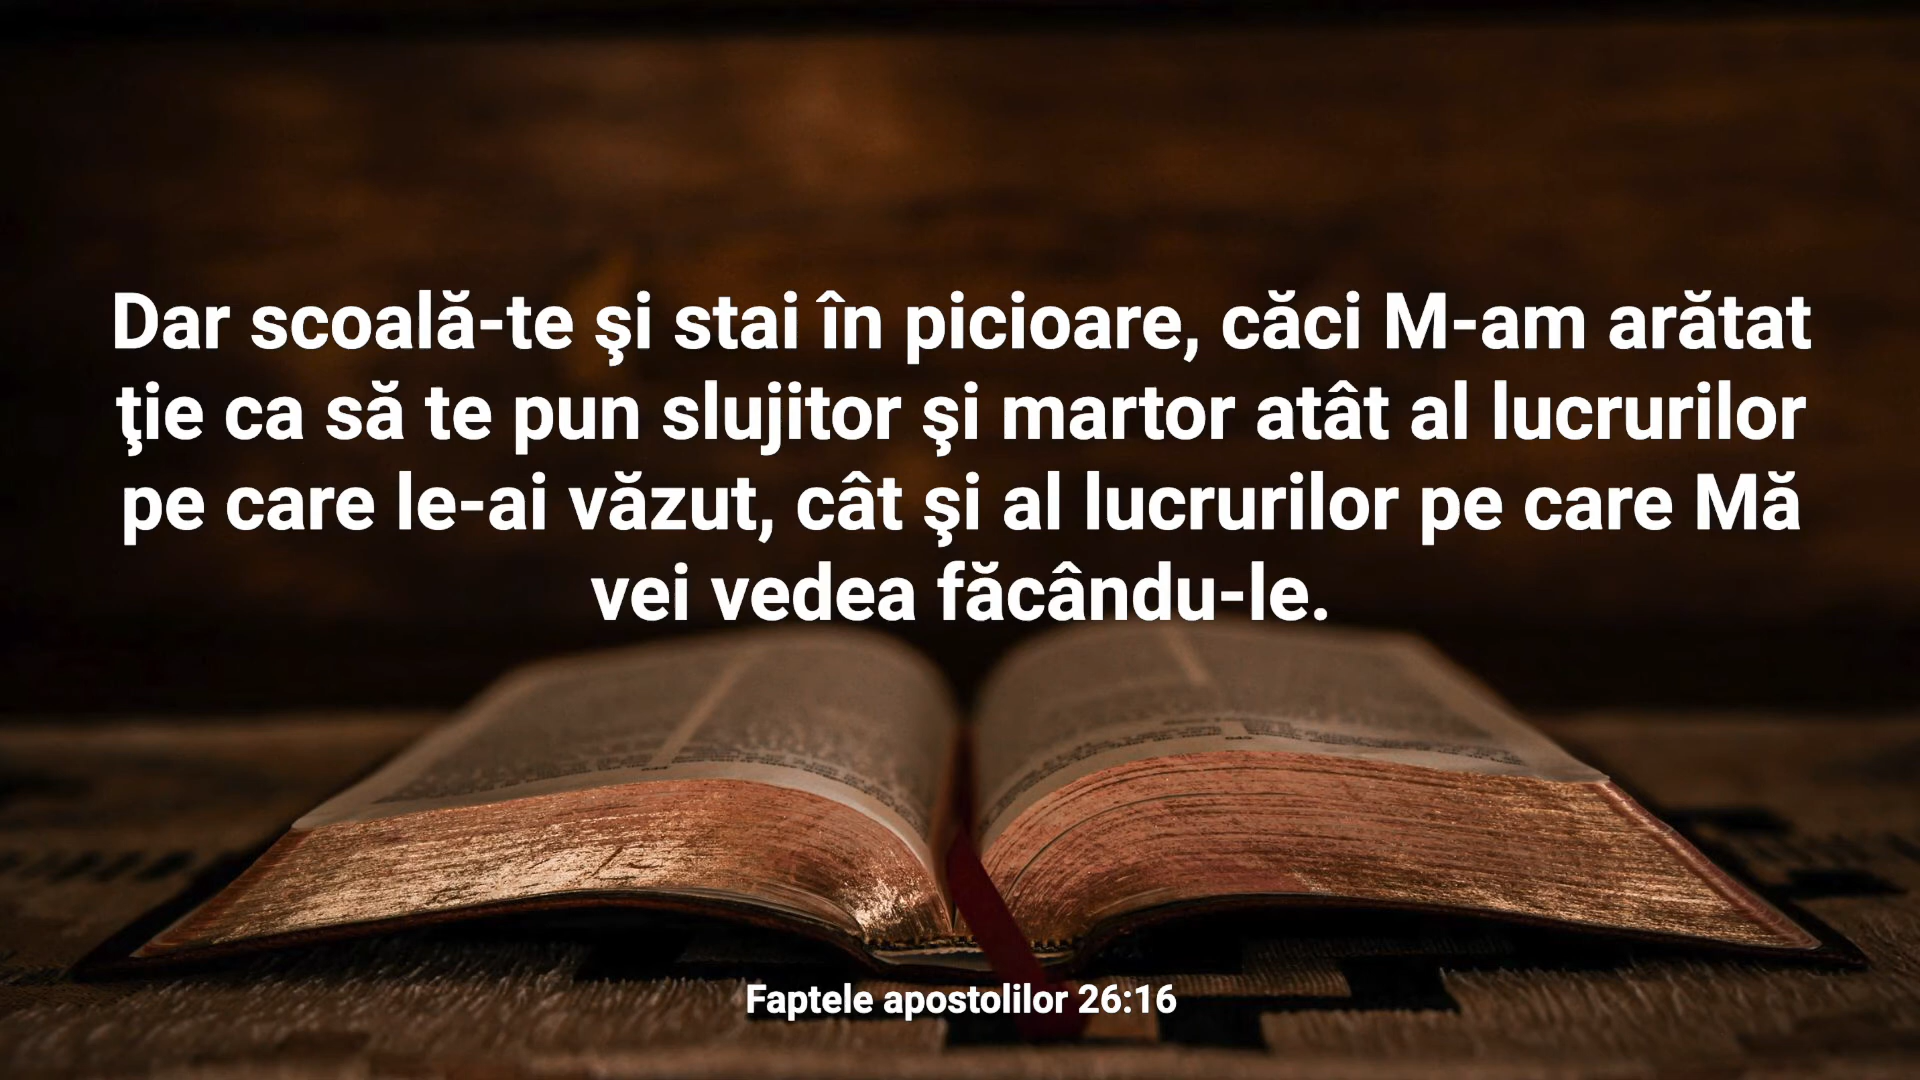 Dar scoală-te şi stai în picioare, căci M-am arătat
ţie ca să te pun slujitor şi martor atât al lucrurilor
pe care le-ai văzut, cât şi al lucrurilor pe care Mă
vei vedea făcându-le.
Faptele apostolilor 26:16